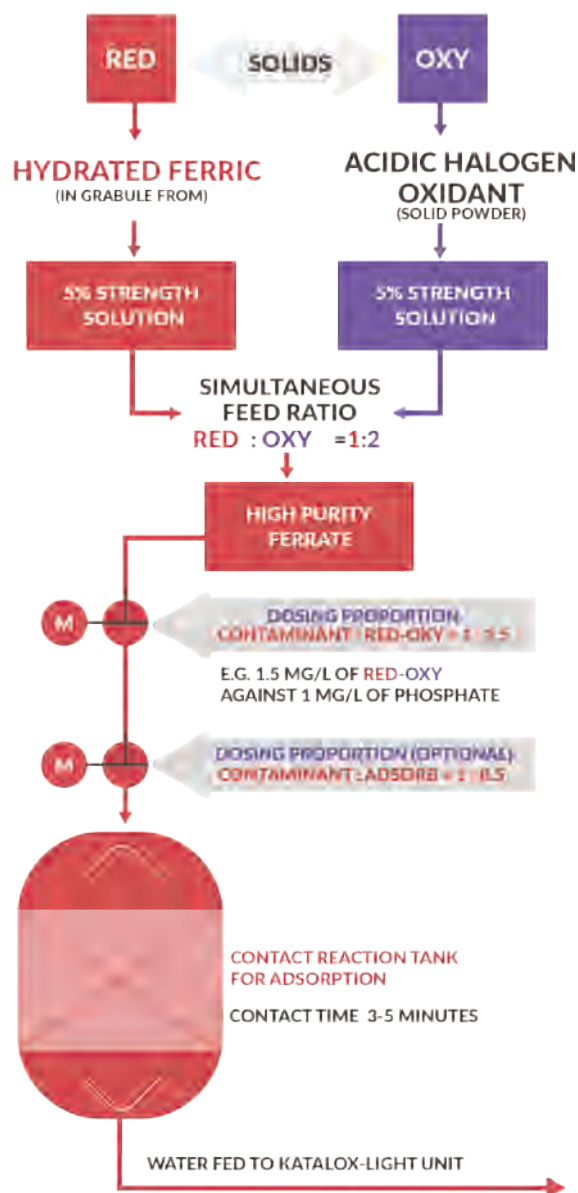 RED
SOLIDS
OXY
HYDRATED FERRIC
(IN GRABULE FROM)
ACIDIC HALOGEN
OXIDANT
(SOLID POWDER)
5% STRENGTH
SOLUTION
5% STRENGTH
SOLUTION
SIMULTANEOUS
FEED RATIO
RED : OXY =1:2
HIGH PURITY
FERRATE
M
DOSING PROPORTION
CONTAMINANT : RED-OXY = 1 :
E.G. 1.5 MG/L OF RED-OXY
AGAINST 1 MG/L OF PHOSPHATE
M
DOSING PROPORTION (OPTIONAL)
CONTAMINANT : ADSORB = 1 : 0.5
CONTACT REACTION TANK
FOR ADSORPTION
CONTACT TIME 3-5 MINUTES
WATER FED TO KATALOX-LIGHT UNIT